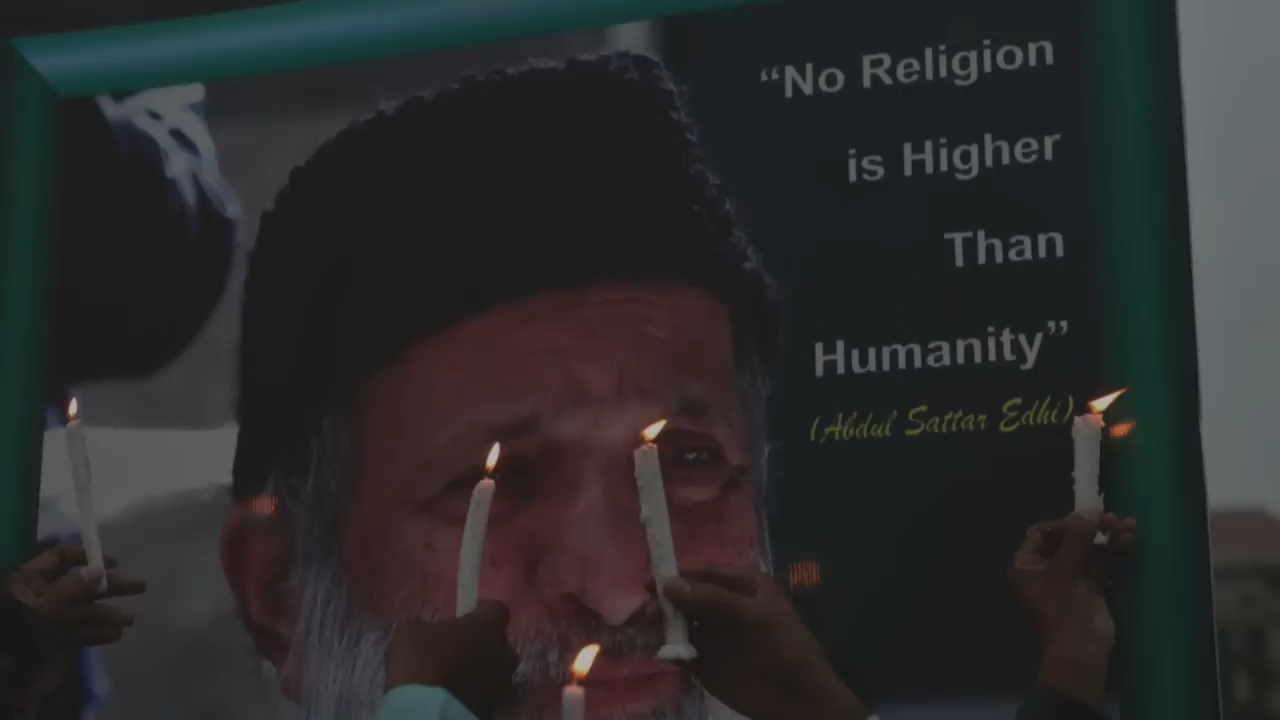 “No Religion
is Higher
Than
Humanity”
(Abdul Sattar Edhi)